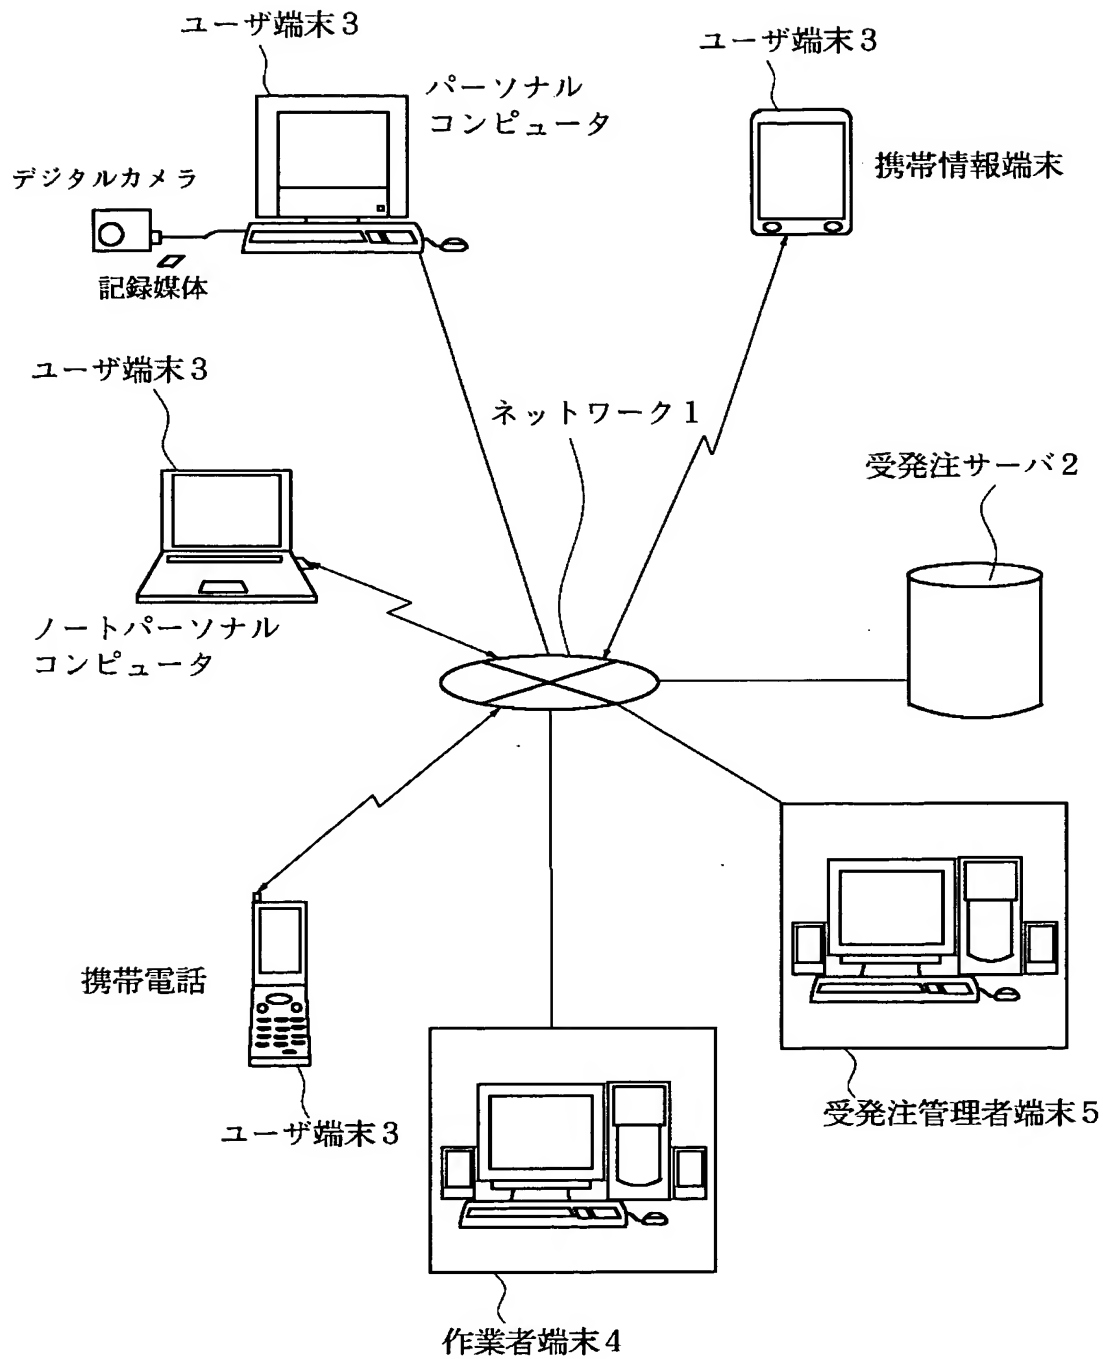 ユーザ端末3
ユーザ端末3
パーソナル
コンピュータ
携帯情報端末
デジタルカメラ
記録媒体
ユーザ端末3
ネットワーク1
受発注サーバ2
ノートパーソナル
コンピュータ
携帯電話
受発注管理者端末5
ユーザ端末3
作業者端末4